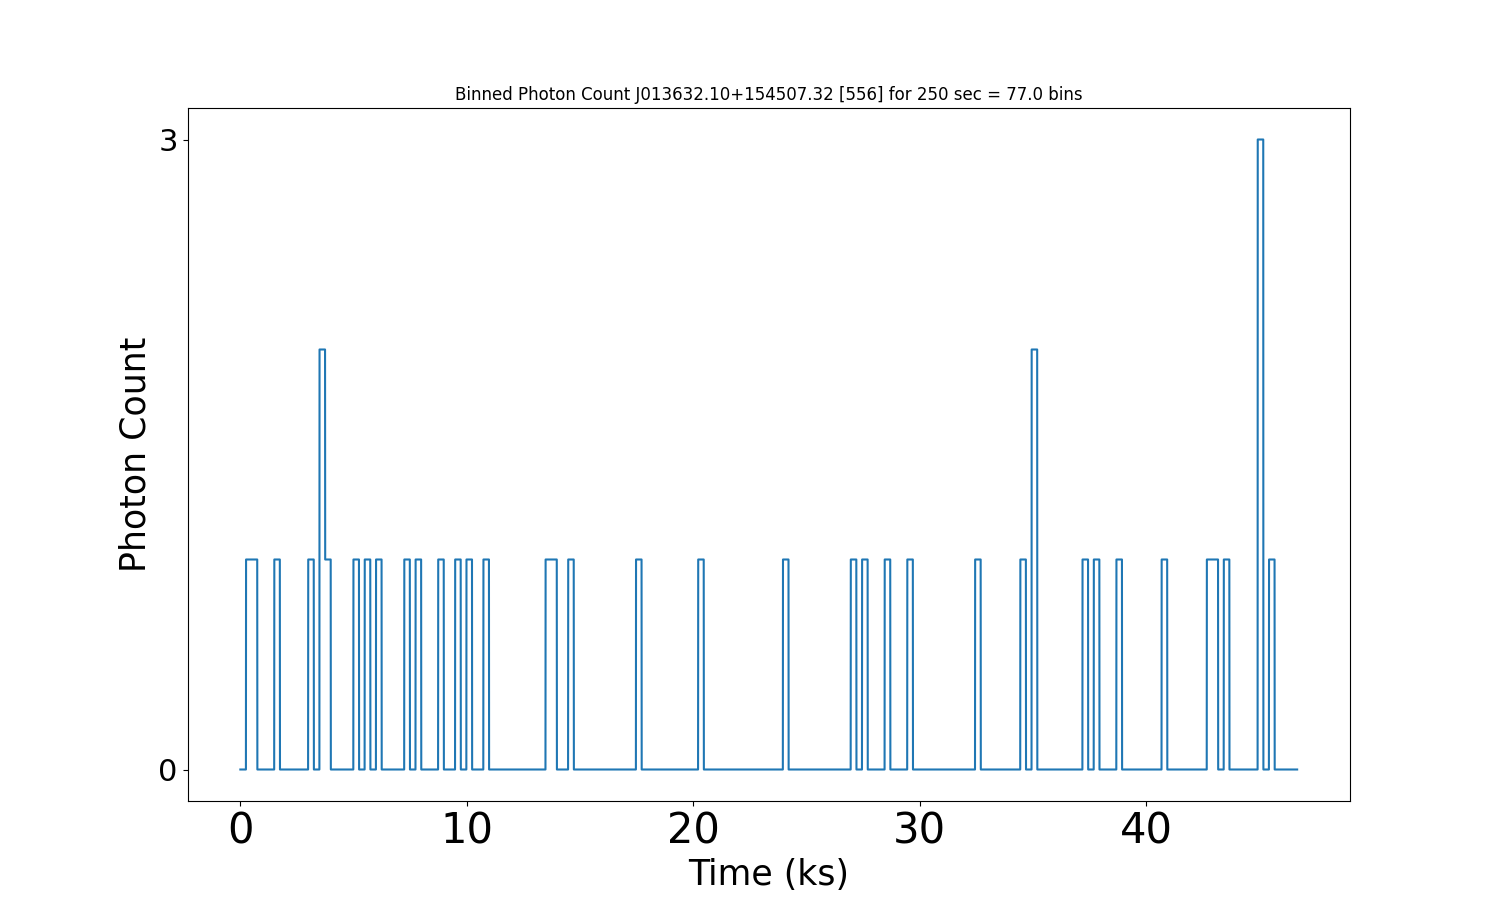 Binned Photon Count J013632.10+154507.32 [556] for 250 sec = 77.0 bins
3
Photon Count
0
0 10 20 30 40
Time (ks)